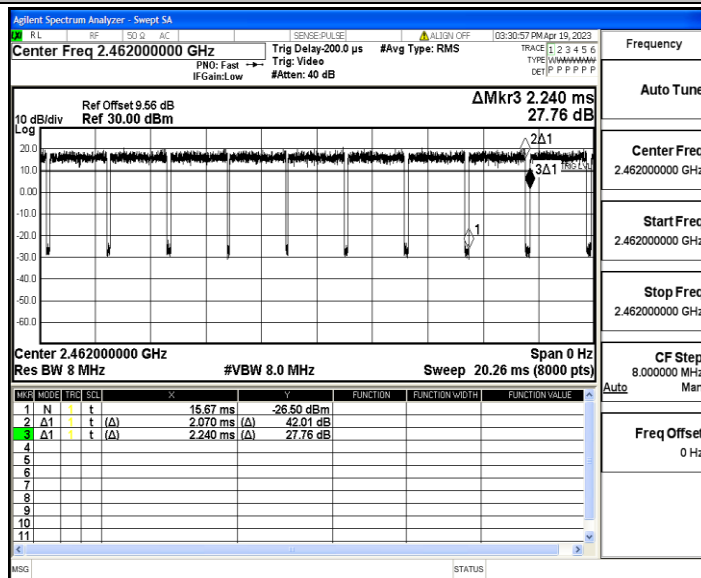 Agilent Spectrum Analyzer - Swept SA
RL RF 50 Ω AC SENSE:PULSE ALIGN OFF 03:30:57 PM Apr 19, 2023
Center Freq 2.462000000 GHz
PNO: Fast
IFGain:Low
Trig Delay-200.0 µs
Trig: Video
#Atten: 40 dB
#Avg Type: RMS
TRACE 1 2 3 4 5 6
TYPE
DET P P P P P P
Ref Offset 9.56 dB
10 dB/div Ref 30.00 dBm
Log
ΔMkr3 2.240 ms
27.76 dB
20.0
10.0
0.00
-10.0
-20.0
-30.0
-40.0
-50.0
-60.0
2Δ1
3Δ1
TRIG LVL
1
Center 2.462000000 GHz Span 0 Hz
Res BW 8 MHz #VBW 8.0 MHz Sweep 20.26 ms (8000 pts)
MKR MODE TRC SCL X Y FUNCTION FUNCTION WIDTH FUNCTION VALUE
1 N 1 t 15.67 ms -26.50 dBm
2 Δ1 1 t (Δ) 2.070 ms (Δ) 42.01 dB
3 Δ1 1 t (Δ) 2.240 ms (Δ) 27.76 dB
4
5
6
7
8
9
10
11
MSG STATUS
Frequency
Auto Tune
Center Freq
2.462000000 GHz
Start Freq
2.462000000 GHz
Stop Freq
2.462000000 GHz
CF Step
8.000000 MHz
Auto Man
Freq Offset
0 Hz